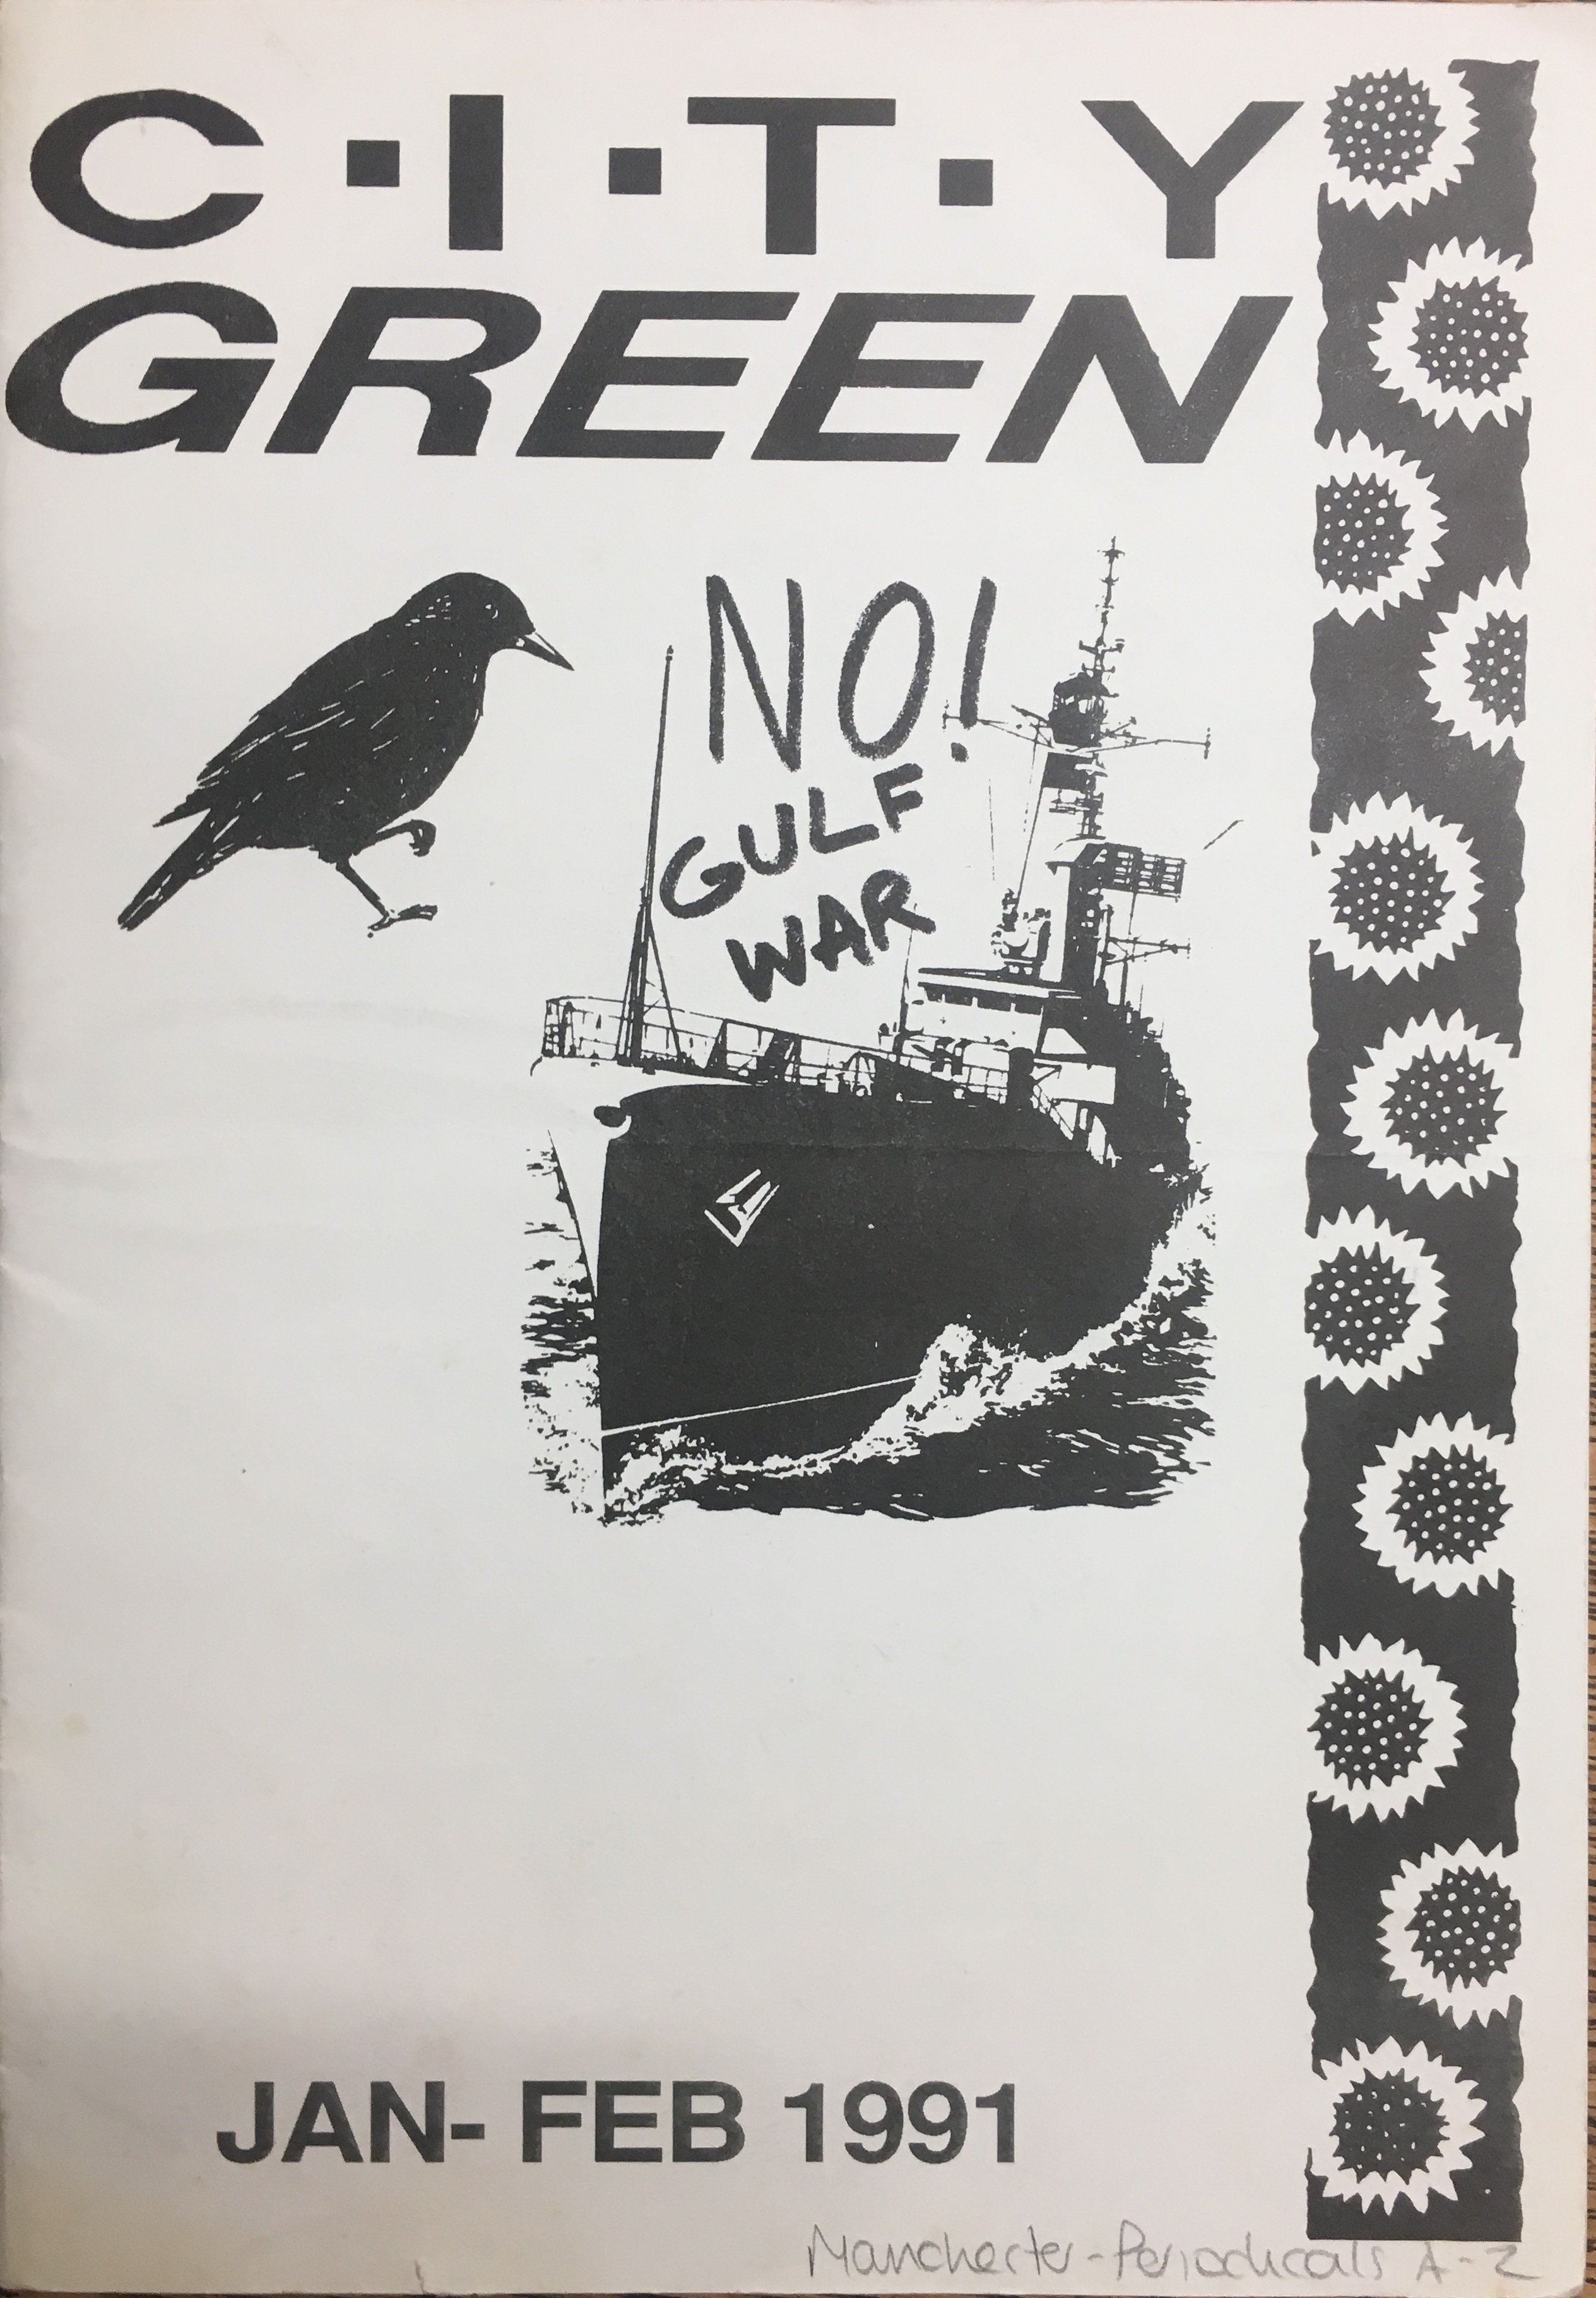 C·I·T·Y
GREEN
NO!
GULF
WAR
JAN- FEB 1991
Manchester - Periodicals A-Z